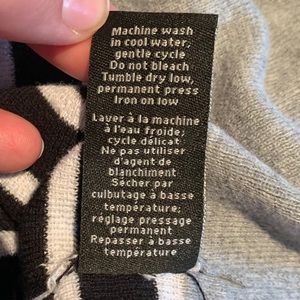 Machine wash
in cool water,
gentle cycle
Do not bleach
Tumble dry low,
permanent press
Iron on low
Laver à la machine
à l'eau froide;
cycle délicat
Ne pas utiliser
d'agent de
blanchiment
Sécher par
culbutage à basse
température;
réglage pressage
permanent
Repasser à basse
température